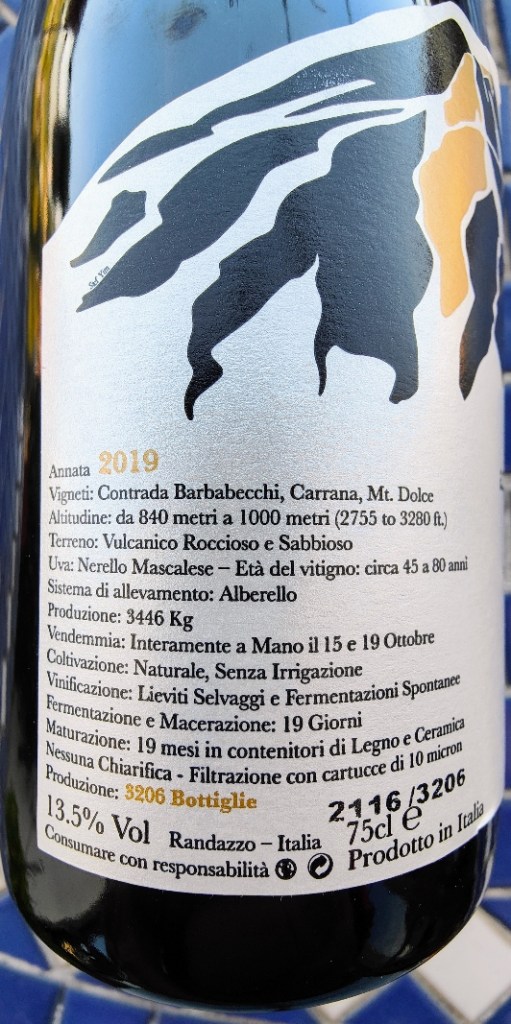 Stef Yim
Annata 2019
Vigneti: Contrada Barbabecchi, Carrana, Mt. Dolce
Altitudine: da 840 metri a 1000 metri (2755 to 3280 ft.)
Terreno: Vulcanico Roccioso e Sabbioso
Uva: Nerello Mascalese – Età del vitigno: circa 45 a 80 anni
Sistema di allevamento: Alberello
Produzione: 3446 Kg
Vendemmia: Interamente a Mano il 15 e 19 Ottobre
Coltivazione: Naturale, Senza Irrigazione
Vinificazione: Lieviti Selvaggi e Fermentazioni Spontanee
Fermentazione e Macerazione: 19 Giorni
Maturazione: 19 mesi in contenitori di Legno e Ceramica
Nessuna Chiarifica - Filtrazione con cartucce di 10 micron
Produzione: 3206 Bottiglie
2116/3206
13.5% Vol Randazzo – Italia 75cl e
Consumare con responsabilità Prodotto in Italia